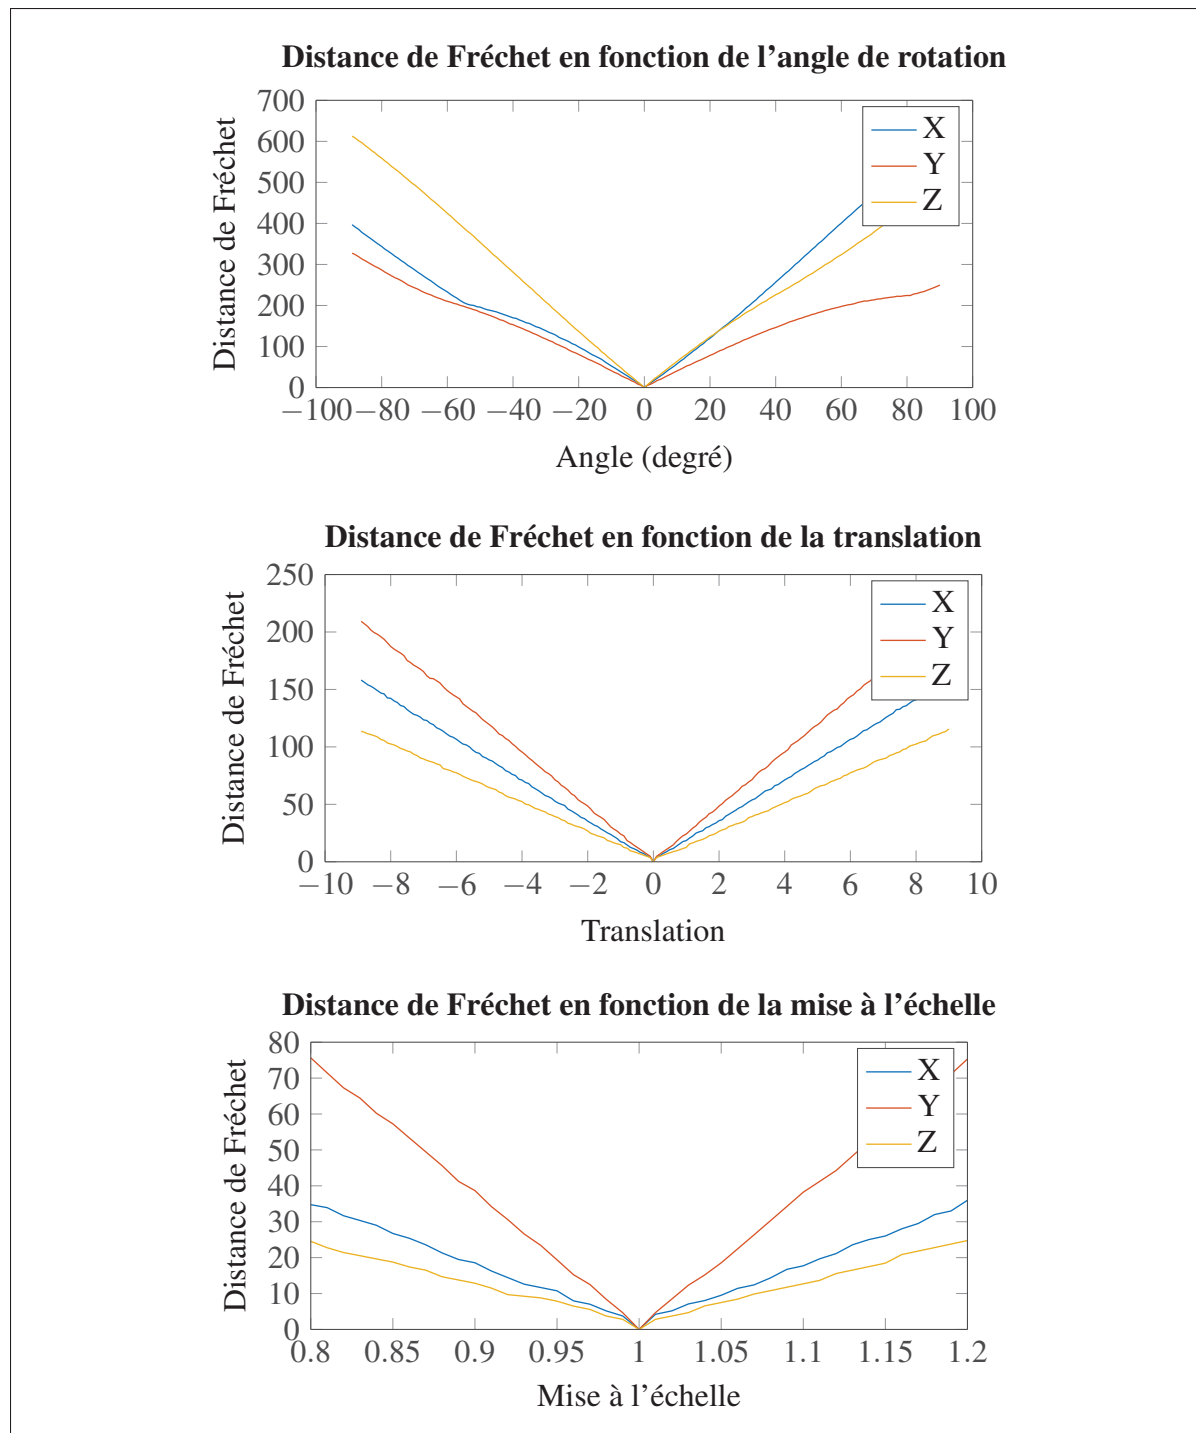 Distance de Fréchet en fonction de l'angle de rotation
Distance de Fréchet
700
600
500
400
300
200
100
0
X
Y
Z
−100 −80 −60 −40 −20 0 20 40 60 80 100
Angle (degré)
Distance de Fréchet en fonction de la translation
Distance de Fréchet
250
200
150
100
50
0
X
Y
Z
−10 −8 −6 −4 −2 0 2 4 6 8 10
Translation
Distance de Fréchet en fonction de la mise à l'échelle
Distance de Fréchet
80
70
60
50
40
30
20
10
0
X
Y
Z
0.8 0.85 0.9 0.95 1 1.05 1.1 1.15 1.2
Mise à l'échelle